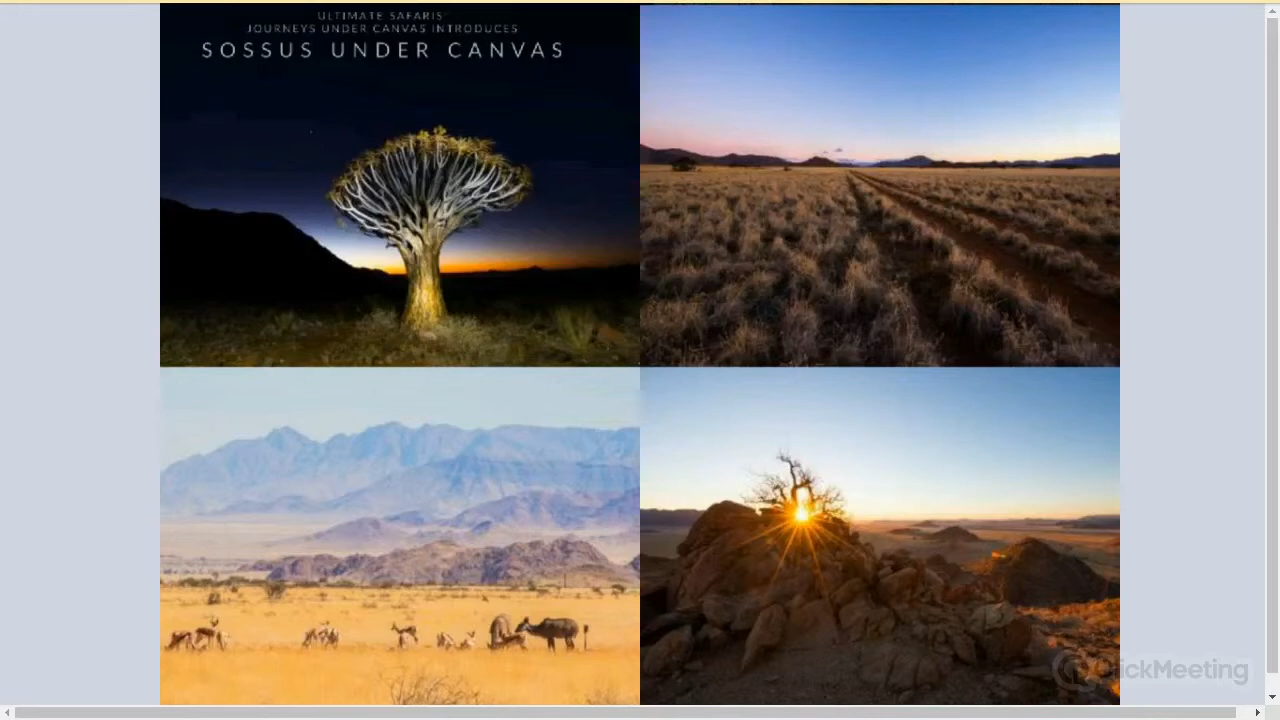 ULTIMATE SAFARIS'
JOURNEYS UNDER CANVAS INTRODUCES
SOSSUS UNDER CANVAS
ClickMeeting